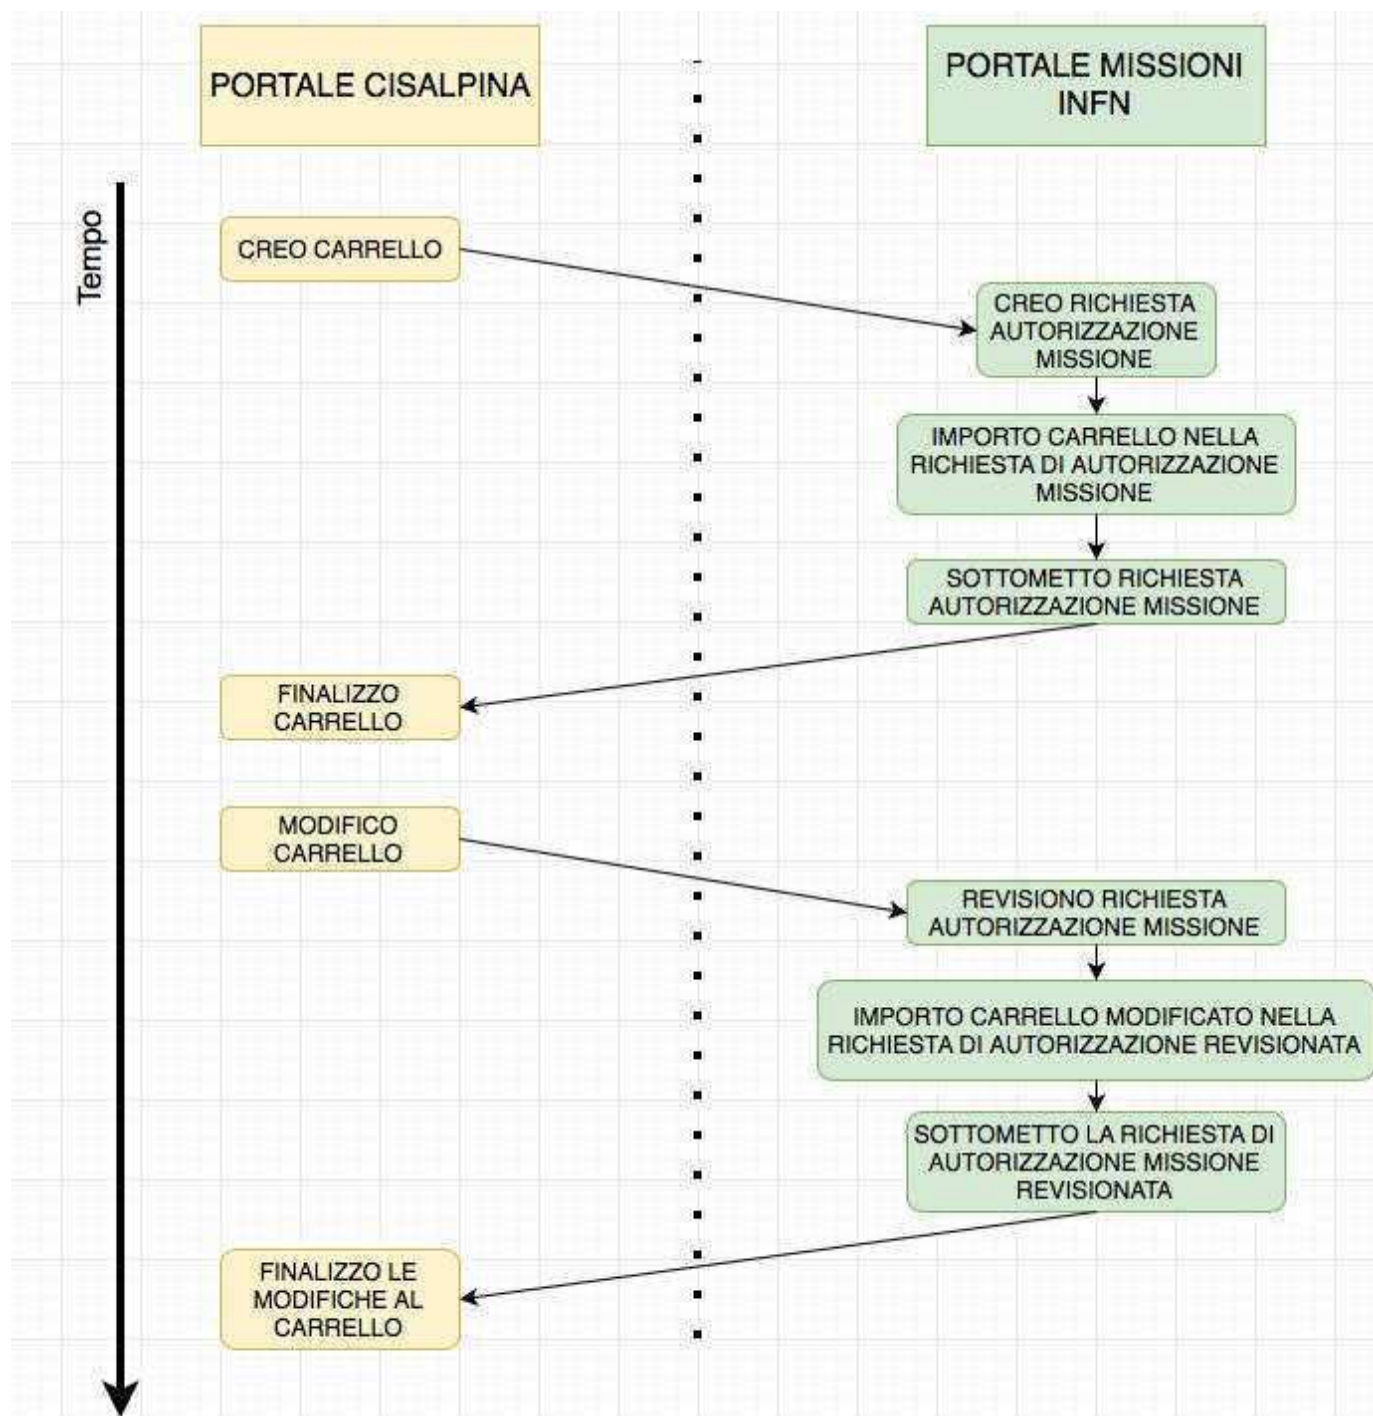 PORTALE CISALPINA
PORTALE MISSIONI
INFN
Tempo
CREO CARRELLO
CREO RICHIESTA
AUTORIZZAZIONE
MISSIONE
IMPORTO CARRELLO NELLA
RICHIESTA DI AUTORIZZAZIONE
MISSIONE
SOTTOMETTO RICHIESTA
AUTORIZZAZIONE MISSIONE
FINALIZZO
CARRELLO
MODIFICO
CARRELLO
REVISIONO RICHIESTA
AUTORIZZAZIONE MISSIONE
IMPORTO CARRELLO MODIFICATO NELLA
RICHIESTA DI AUTORIZZAZIONE REVISIONATA
SOTTOMETTO LA RICHIESTA DI
AUTORIZZAZIONE MISSIONE
REVISIONATA
FINALIZZO LE
MODIFICHE AL
CARRELLO